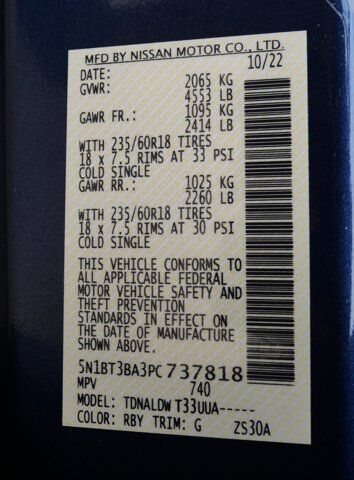 MFD BY NISSAN MOTOR CO., LTD.
DATE: 10/22
GVWR: 2065 KG
4553 LB
GAWR FR.: 1095 KG
2414 LB
WITH 235/60R18 TIRES
18 x 7.5 RIMS AT 33 PSI
COLD SINGLE
GAWR RR.: 1025 KG
2260 LB
WITH 235/60R18 TIRES
18 x 7.5 RIMS AT 30 PSI
COLD SINGLE
THIS VEHICLE CONFORMS TO
ALL APPLICABLE FEDERAL
MOTOR VEHICLE SAFETY AND
THEFT PREVENTION
STANDARDS IN EFFECT ON
THE DATE OF MANUFACTURE
SHOWN ABOVE.
5N1BT3BA3PC737818
MPV 740
MODEL: TDNALDW T33UUA-----
COLOR: RBY TRIM: G ZS30A